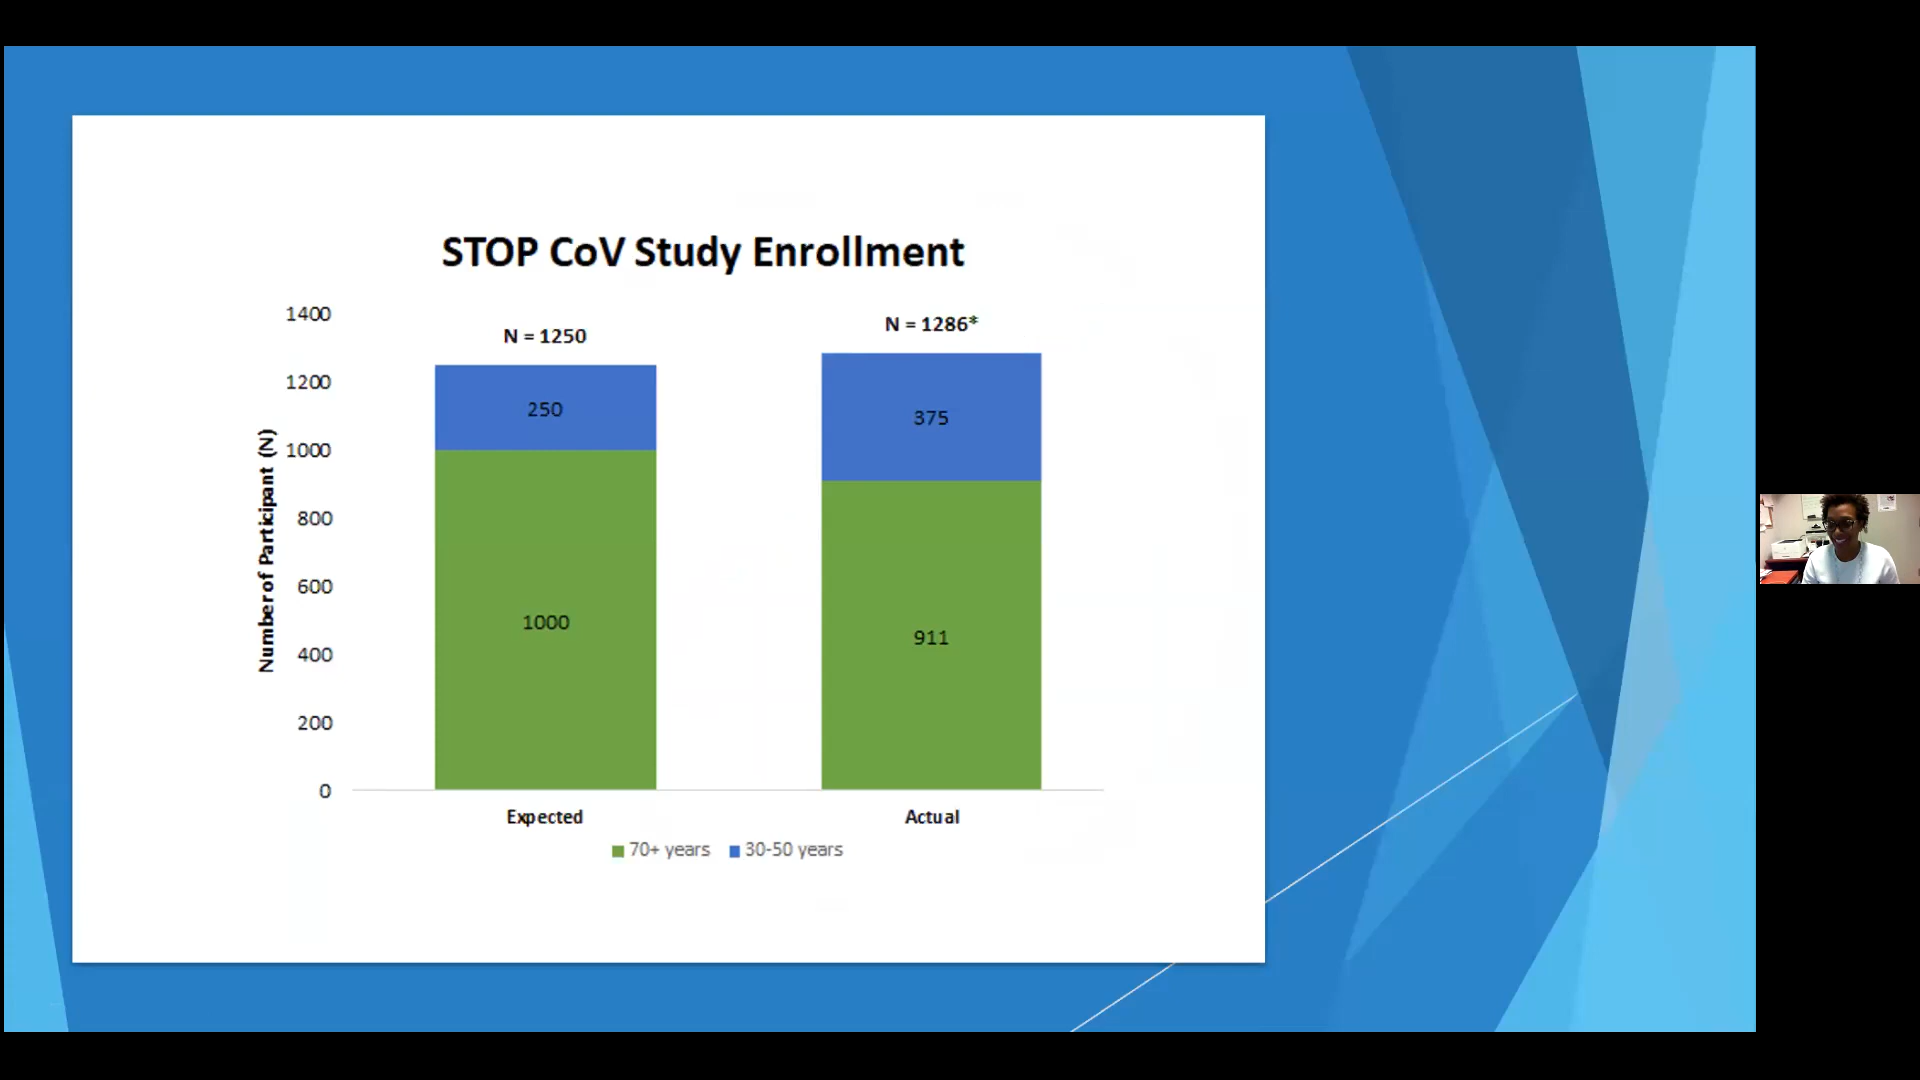 STOP CoV Study Enrollment
N = 1250
N = 1286*
1400
1200
1000
800
600
400
200
0
Number of Participant (N)
250
375
1000
911
Expected
Actual
70+ years
30-50 years